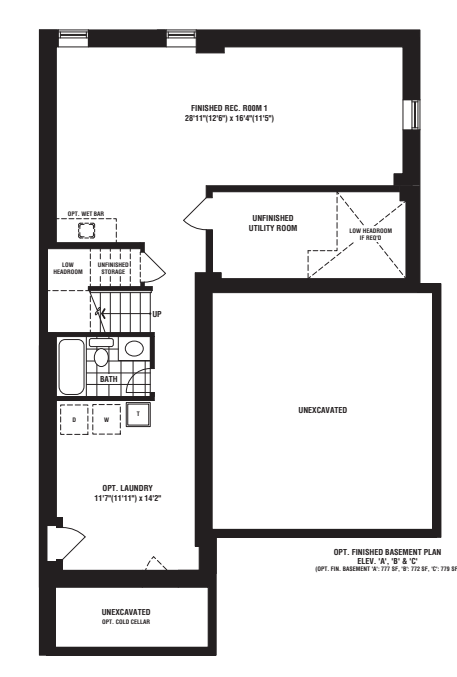 FINISHED REC. ROOM 1
28'11"(12'6") x 16'4"(11'5")
OPT. WET BAR
UNFINISHED
UTILITY ROOM
LOW HEADROOM
IF REQ'D
LOW
HEADROOM
UNFINISHED
STORAGE
UP
BATH
D
W
T
UNEXCAVATED
OPT. LAUNDRY
11'7"(11'11") x 14'2"
OPT. FINISHED BASEMENT PLAN
ELEV. 'A', 'B' & 'C'
(OPT. FIN. BASEMENT 'A': 777 SF, 'B': 772 SF, 'C': 779 SF
UNEXCAVATED
OPT. COLD CELLAR